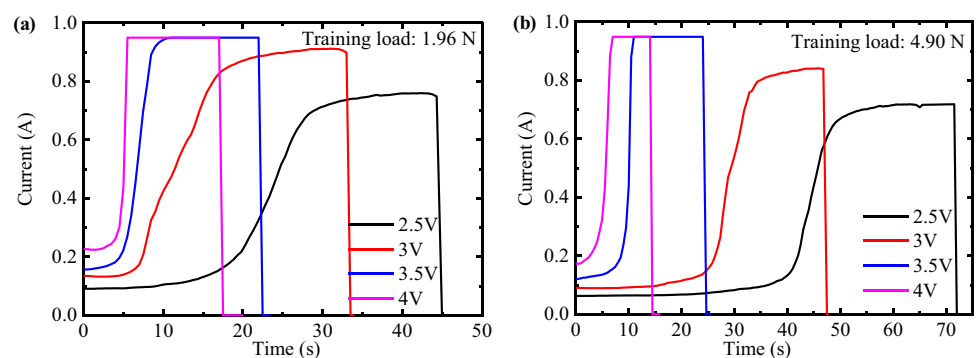 (a)
Training load: 1.96 N
Current (A)
1.0
0.8
0.6
0.4
0.2
0.0
2.5V
3V
3.5V
4V
0 10 20 30 40 50
Time (s)
(b)
Training load: 4.90 N
Current (A)
1.0
0.8
0.6
0.4
0.2
0.0
2.5V
3V
3.5V
4V
0 10 20 30 40 50 60 70
Time (s)